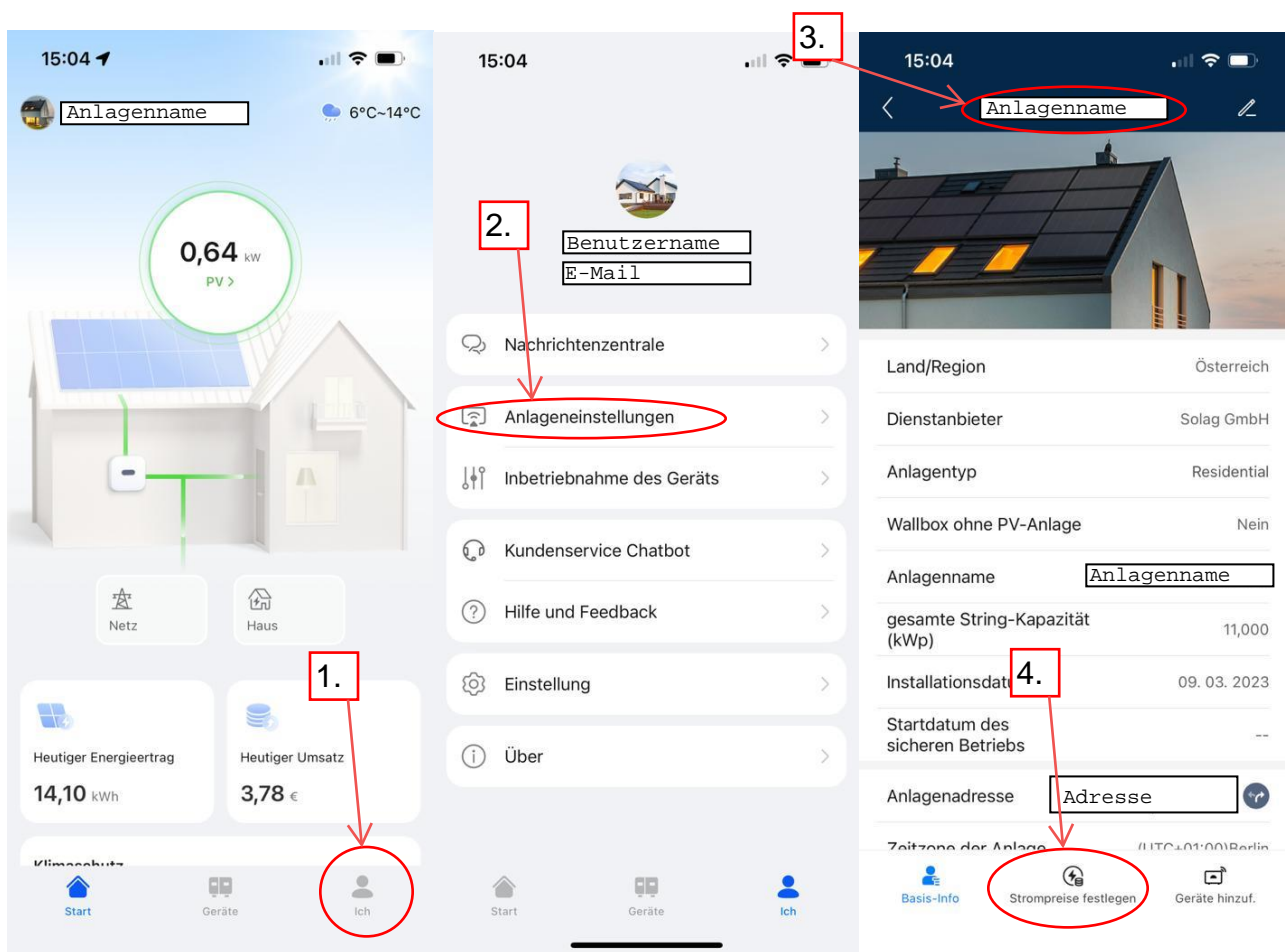 15:04
Anlagenname
6°C~14°C
0,64 kW
PV >
Netz
Haus
1.
Heutiger Energieertrag
14,10 kWh
Heutiger Umsatz
3,78 €
Klimaschutz
Start
Geräte
Ich
15:04
2.
Benutzername
E-Mail
Nachrichtenzentrale
Anlageneinstellungen
Inbetriebnahme des Geräts
Kundenservice Chatbot
Hilfe und Feedback
Einstellung
Über
Start
Geräte
Ich
3.
15:04
Anlagenname
Land/Region Österreich
Dienstanbieter Solag GmbH
Anlagentyp Residential
Wallbox ohne PV-Anlage Nein
Anlagenname Anlagenname
gesamte String-Kapazität
(kWp) 11,000
4.
Installationsdatu 09. 03. 2023
Startdatum des
sicheren Betriebs --
Anlagenadresse Adresse
Zeitzone der Anlage (UTC+01:00)Berlin
Basis-Info
Strompreise festlegen
Geräte hinzuf.